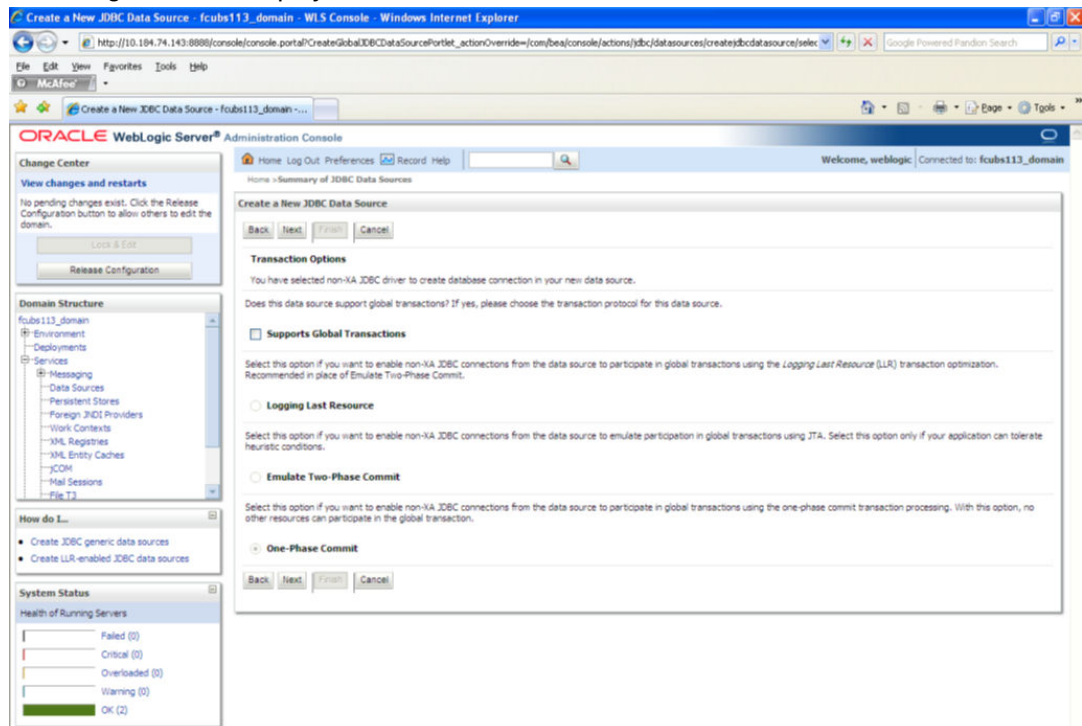 Create a New JDBC Data Source - fcubs113_domain - WLS Console - Windows Internet Explorer
http://10.184.74.143:8888/console/console.portal?CreateGlobalJDBCDataSourcePortlet_actionOverride=/com/bea/console/actions/jdbc/datasources/createjdbcdatasource/selec
Google Powered Pandion Search
File Edit View Favorites Tools Help
McAfee
Create a New JDBC Data Source - fcubs113_domain -...
Page Tools
ORACLE WebLogic Server® Administration Console
Change Center
View changes and restarts
No pending changes exist. Click the Release
Configuration button to allow others to edit the
domain.
Lock & Edit
Release Configuration
Domain Structure
fcubs113_domain
Environment
Deployments
Services
Messaging
Data Sources
Persistent Stores
Foreign JNDI Providers
Work Contexts
XML Registries
XML Entity Caches
jCOM
Mail Sessions
File T3
How do I...
Create JDBC generic data sources
Create LLR-enabled JDBC data sources
System Status
Health of Running Servers
Failed (0)
Critical (0)
Overloaded (0)
Warning (0)
OK (2)
Home Log Out Preferences Record Help
Welcome, weblogic Connected to: fcubs113_domain
Home >Summary of JDBC Data Sources
Create a New JDBC Data Source
Back Next Finish Cancel
Transaction Options
You have selected non-XA JDBC driver to create database connection in your new data source.
Does this data source support global transactions? If yes, please choose the transaction protocol for this data source.
Supports Global Transactions
Select this option if you want to enable non-XA JDBC connections from the data source to participate in global transactions using the Logging Last Resource (LLR) transaction optimization.
Recommended in place of Emulate Two-Phase Commit.
Logging Last Resource
Select this option if you want to enable non-XA JDBC connections from the data source to emulate participation in global transactions using JTA. Select this option only if your application can tolerate
heuristic conditions.
Emulate Two-Phase Commit
Select this option if you want to enable non-XA JDBC connections from the data source to participate in global transactions using the one-phase commit transaction processing. With this option, no
other resources can participate in the global transaction.
One-Phase Commit
Back Next Finish Cancel